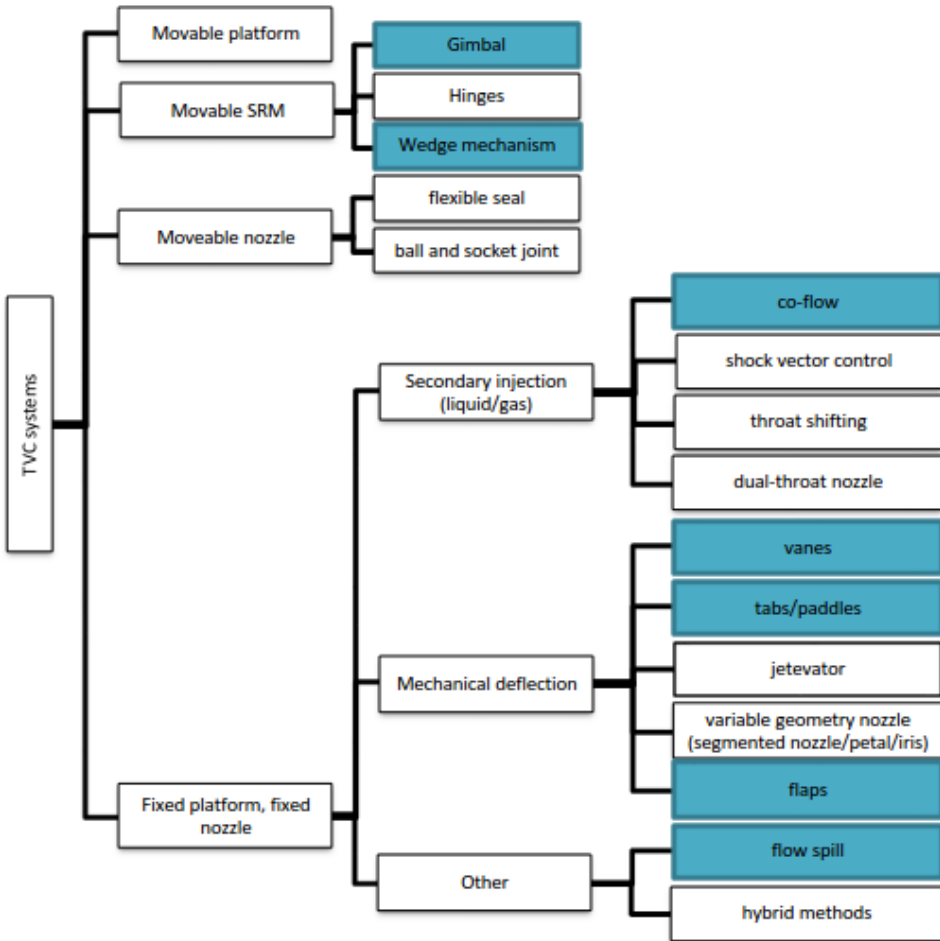 Movable platform
Gimbal
Movable SRM
Hinges
Wedge mechanism
Moveable nozzle
flexible seal
ball and socket joint
TVC systems
Secondary injection
(liquid/gas)
co-flow
shock vector control
throat shifting
dual-throat nozzle
Mechanical deflection
vanes
tabs/paddles
jetevator
variable geometry nozzle
(segmented nozzle/petal/iris)
flaps
Fixed platform, fixed
nozzle
Other
flow spill
hybrid methods